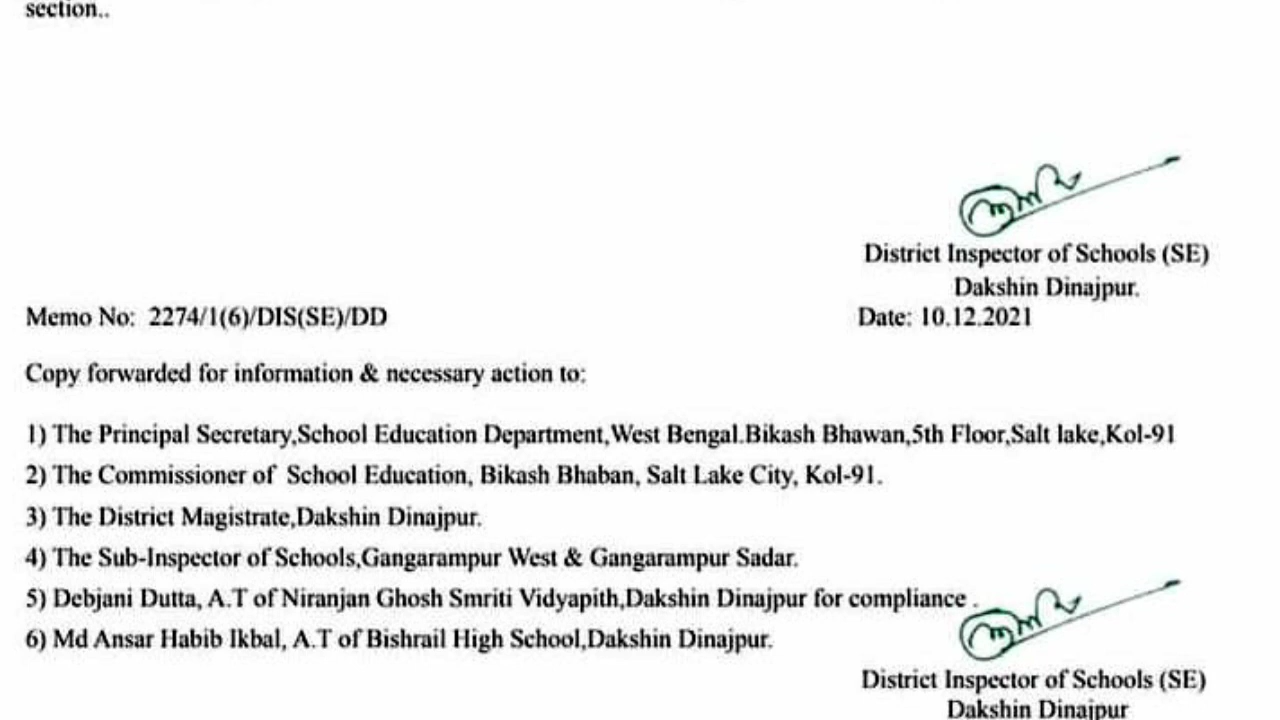 section..
District Inspector of Schools (SE)
Dakshin Dinajpur.
Memo No: 2274/1(6)/DIS(SE)/DD Date: 10.12.2021
Copy forwarded for information & necessary action to:
1) The Principal Secretary,School Education Department,West Bengal.Bikash Bhawan,5th Floor,Salt lake,Kol-91
2) The Commissioner of School Education, Bikash Bhaban, Salt Lake City, Kol-91.
3) The District Magistrate,Dakshin Dinajpur.
4) The Sub-Inspector of Schools,Gangarampur West & Gangarampur Sadar.
5) Debjani Dutta, A.T of Niranjan Ghosh Smriti Vidyapith,Dakshin Dinajpur for compliance .
6) Md Ansar Habib Ikbal, A.T of Bishrail High School,Dakshin Dinajpur.
District Inspector of Schools (SE)
Dakshin Dinajpur